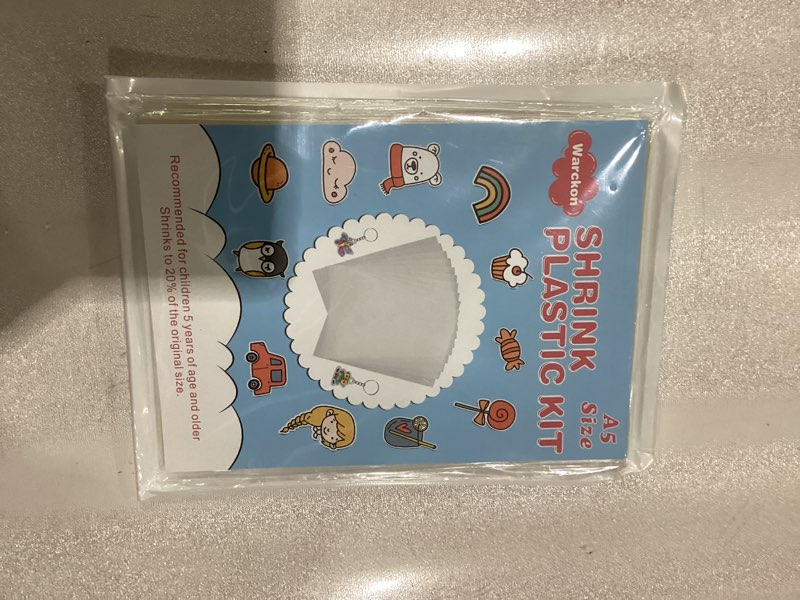 Warckon
SHRINK
PLASTIC KIT
A5
Size
Recommended for children 5 years of age and older
Shrinks to 20% of the original size.